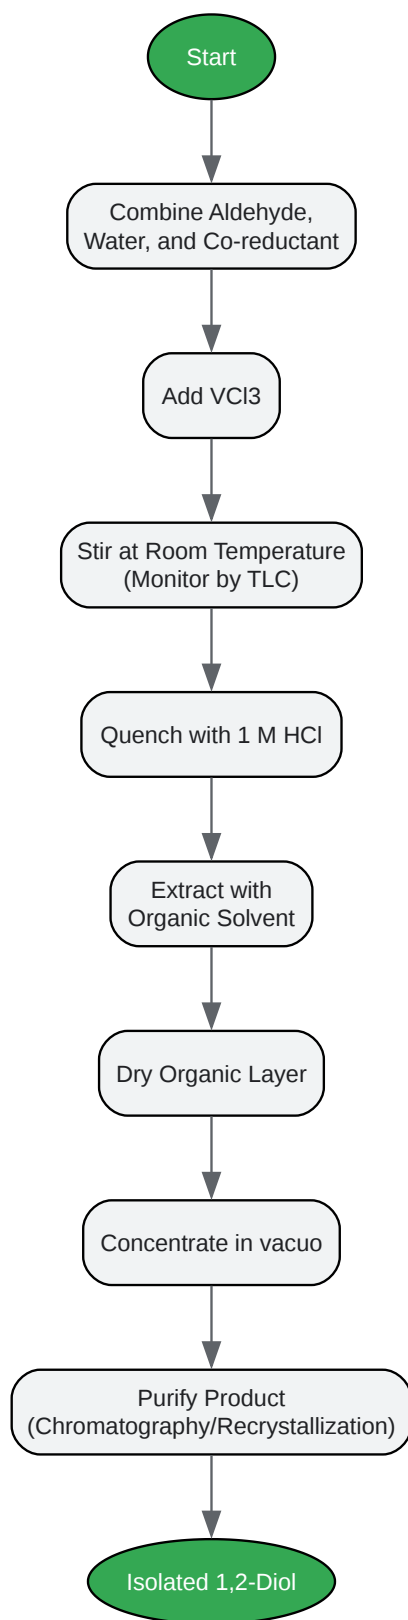 Start
Combine Aldehyde,
Water, and Co-reductant
Add VCl3
Stir at Room Temperature
(Monitor by TLC)
Quench with 1 M HCl
Extract with
Organic Solvent
Dry Organic Layer
Concentrate in vacuo
Purify Product
(Chromatography/Recrystallization)
Isolated 1,2-Diol